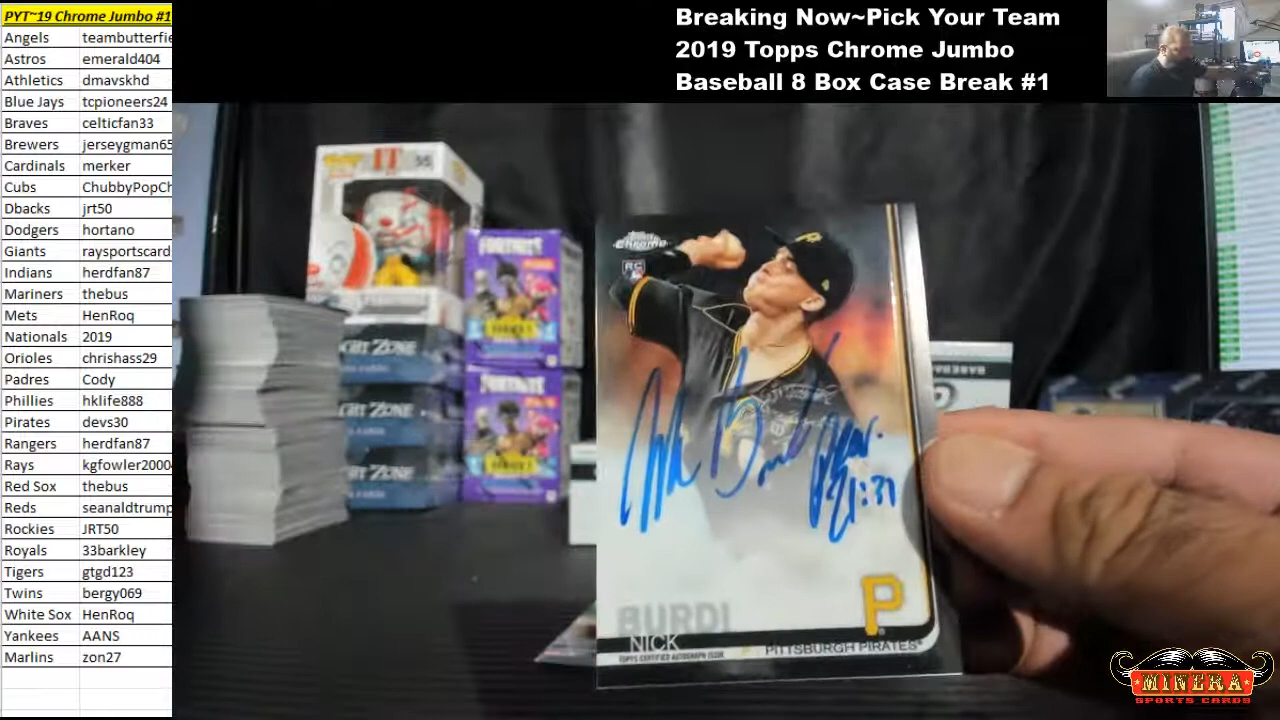 PYT~19 Chrome Jumbo #1
Angels teambutterfie
Astros emerald404
Athletics dmavskhd
Blue Jays tcpioneers24
Braves celticfan33
Brewers jerseygman65
Cardinals merker
Cubs ChubbyPopCh
Dbacks jrt50
Dodgers hortano
Giants raysportscard
Indians herdfan87
Mariners thebus
Mets HenRoq
Nationals 2019
Orioles chrishass29
Padres Cody
Phillies hklife888
Pirates devs30
Rangers herdfan87
Rays kgfowler2000
Red Sox thebus
Reds seanaldtrump
Rockies JRT50
Royals 33barkley
Tigers gtgd123
Twins bergy069
White Sox HenRoq
Yankees AANS
Marlins zon27
Breaking Now~Pick Your Team
2019 Topps Chrome Jumbo
Baseball 8 Box Case Break #1
Chrome
RC
BURDI
NICK
TOPPS CERTIFIED AUTOGRAPH ISSUE
P
PITTSBURGH PIRATES
FORTNITE
FORTNITE
BASEBALL
MINERA
SPORTS CARDS